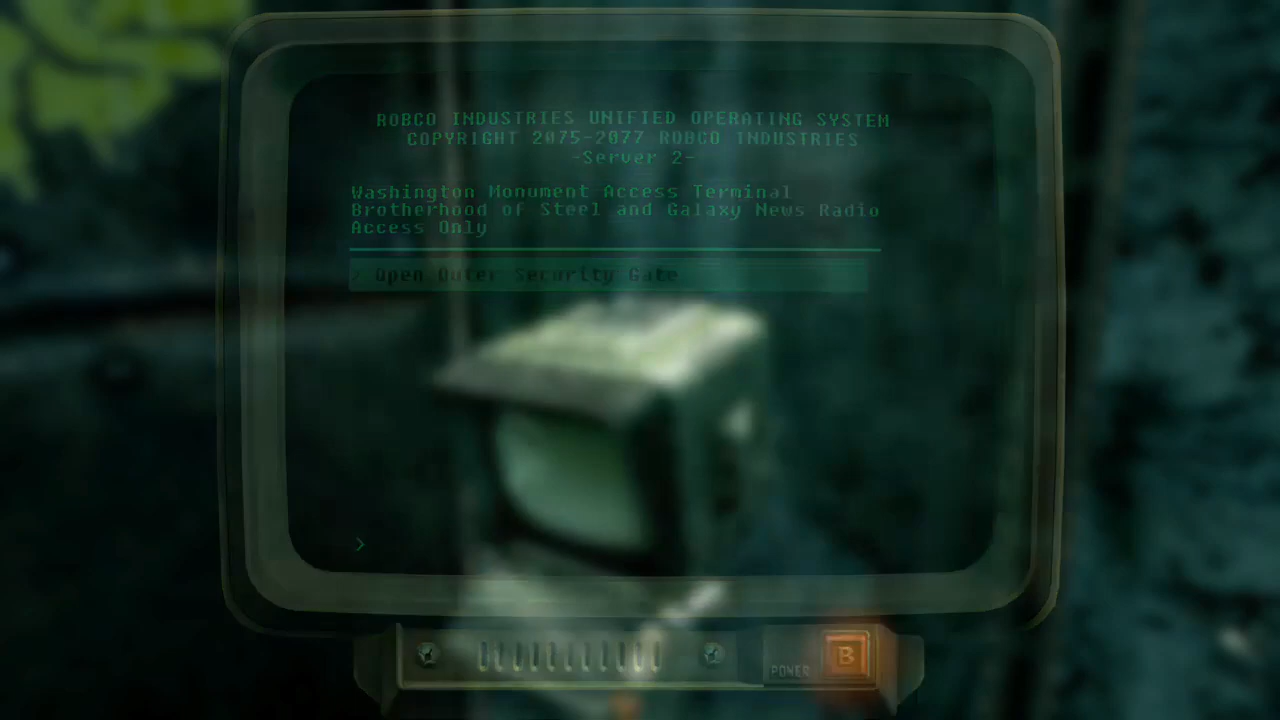 ROBCO INDUSTRIES UNIFIED OPERATING SYSTEM
COPYRIGHT 2075-2077 ROBCO INDUSTRIES
-Server 2-
Washington Monument Access Terminal
Brotherhood of Steel and Galaxy News Radio
Access Only
> Open Outer Security Gate
>
POWER B